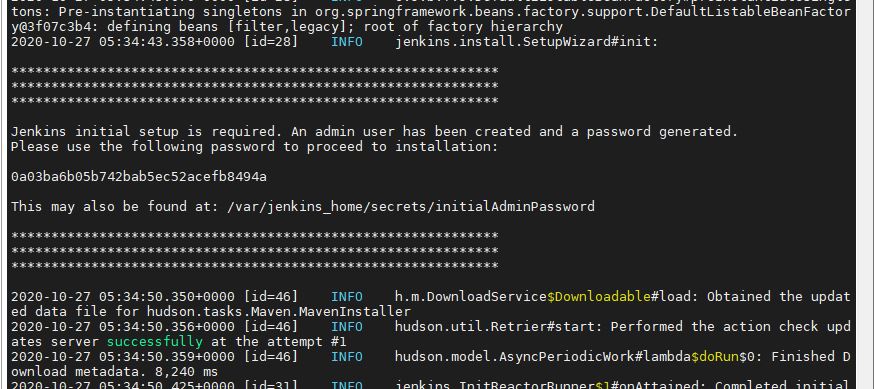 tons: Pre-instantiating singletons in org.springframework.beans.factory.support.DefaultListableBeanFactor
y@3f07c3b4: defining beans [filter,legacy]; root of factory hierarchy
2020-10-27 05:34:43.358+0000 [id=28]    INFO    jenkins.install.SetupWizard#init:
*************************************************************
*************************************************************
*************************************************************
Jenkins initial setup is required. An admin user has been created and a password generated.
Please use the following password to proceed to installation:
0a03ba6b05b742bab5ec52acefb8494a
This may also be found at: /var/jenkins_home/secrets/initialAdminPassword
*************************************************************
*************************************************************
*************************************************************
2020-10-27 05:34:50.350+0000 [id=46]    INFO    h.m.DownloadService$Downloadable#load: Obtained the updat
ed data file for hudson.tasks.Maven.MavenInstaller
2020-10-27 05:34:50.356+0000 [id=46]    INFO    hudson.util.Retrier#start: Performed the action check upd
ates server successfully at the attempt #1
2020-10-27 05:34:50.359+0000 [id=46]    INFO    hudson.model.AsyncPeriodicWork#lambda$doRun$0: Finished D
ownload metadata. 8,240 ms
2020-10-27 05:34:50.425+0000 [id=31]    INFO    jenkins.InitReactorRunner$1#onAttained: Completed initial